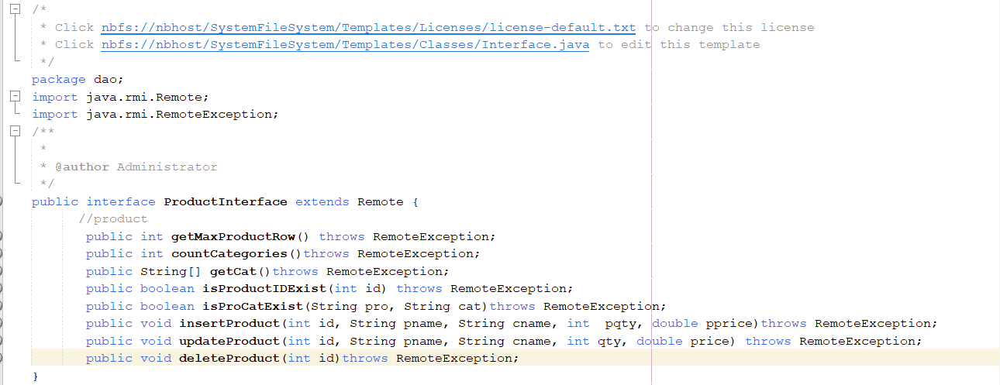 /*
 * Click nbfs://nbhost/SystemFileSystem/Templates/Licenses/license-default.txt to change this license
 * Click nbfs://nbhost/SystemFileSystem/Templates/Classes/Interface.java to edit this template
 */
package dao;
import java.rmi.Remote;
import java.rmi.RemoteException;
/**
 *
 * @author Administrator
 */
public interface ProductInterface extends Remote {
      //product
       public int getMaxProductRow() throws RemoteException;
       public int countCategories()throws RemoteException;
       public String[] getCat()throws RemoteException;
       public boolean isProductIDExist(int id) throws RemoteException;
       public boolean isProCatExist(String pro, String cat)throws RemoteException;
       public void insertProduct(int id, String pname, String cname, int  pqty, double pprice)throws RemoteException;
       public void updateProduct(int id, String pname, String cname, int qty, double price) throws RemoteException;
       public void deleteProduct(int id)throws RemoteException;
}